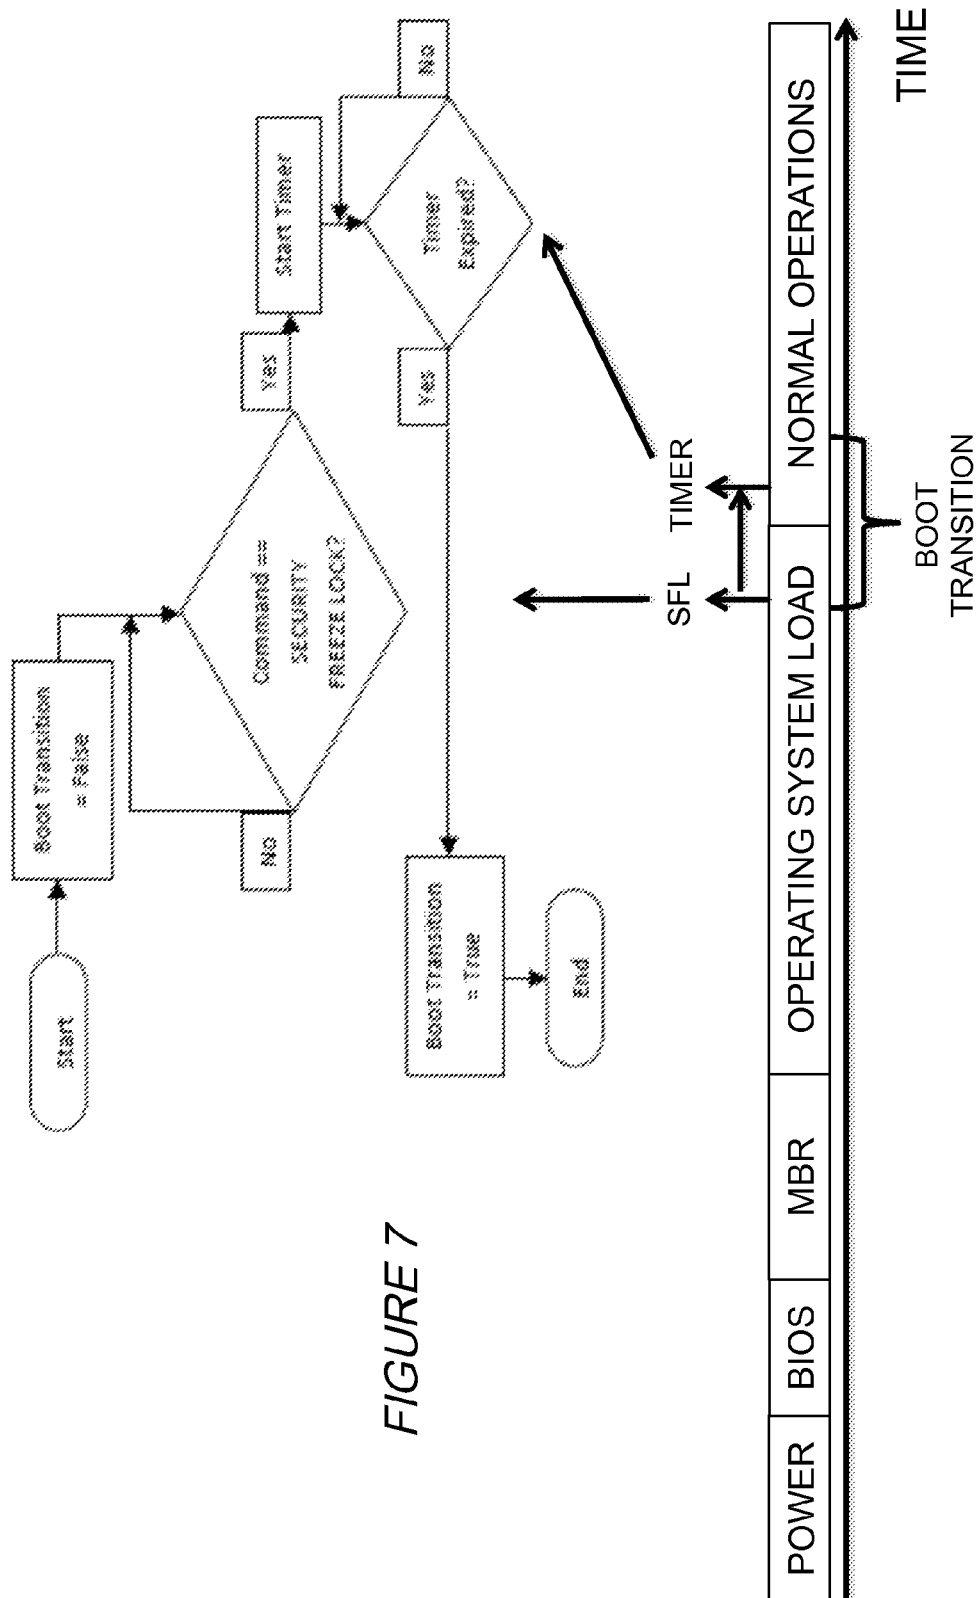 Start
Boot Transition
= False
Command ==
SECURITY
FREEZE LOCK?
No
Yes
Start Timer
Timer
Expired?
No
Yes
Boot Transition
= True
End
SFL
TIMER
POWER
BIOS
MBR
OPERATING SYSTEM LOAD
NORMAL OPERATIONS
BOOT
TRANSITION
TIME
FIGURE 7